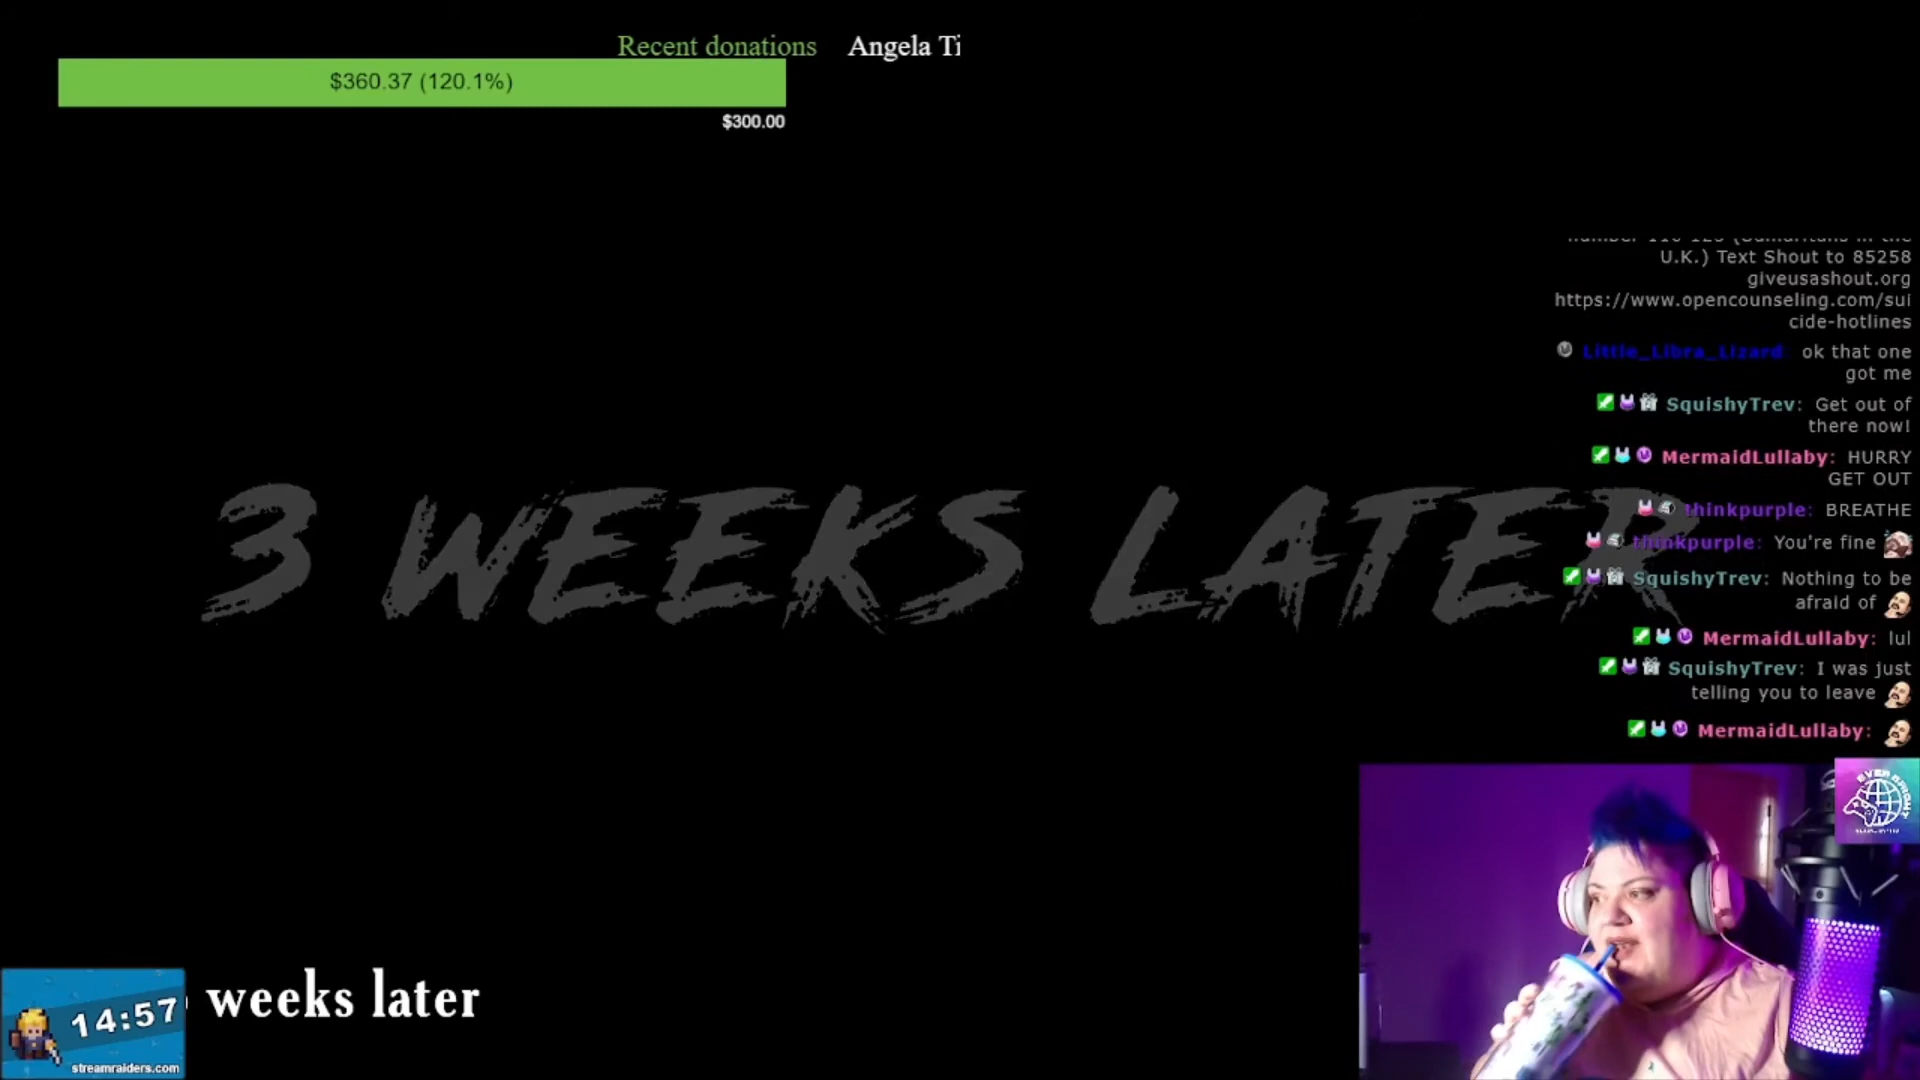 Recent donations Angela Ti
$360.37 (120.1%)
$300.00
U.K.) Text Shout to 85258
giveusashout.org
https://www.opencounseling.com/sui
cide-hotlines
Little_Libra_Lizard: ok that one
got me
SquishyTrev: Get out of
there now!
MermaidLullaby: HURRY
GET OUT
thinkpurple: BREATHE
thinkpurple: You're fine
SquishyTrev: Nothing to be
afraid of
MermaidLullaby: lul
SquishyTrev: I was just
telling you to leave
MermaidLullaby:
3 WEEKS LATER
weeks later
14:57
streamraiders.com